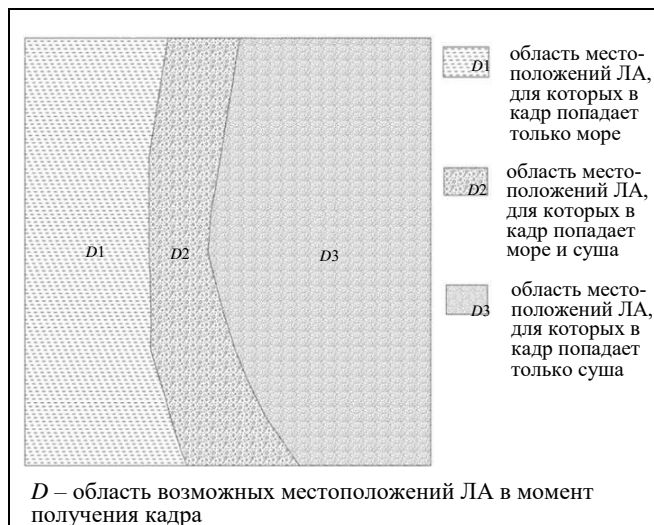 D1
D2
D3
D1
область место-
положений ЛА,
для которых в
кадр попадает
только море
D2
область место-
положений ЛА,
для которых в
кадр попадает
море и суша
D3
область место-
положений ЛА,
для которых в
кадр попадает
только суша
D – область возможных местоположений ЛА в момент
получения кадра